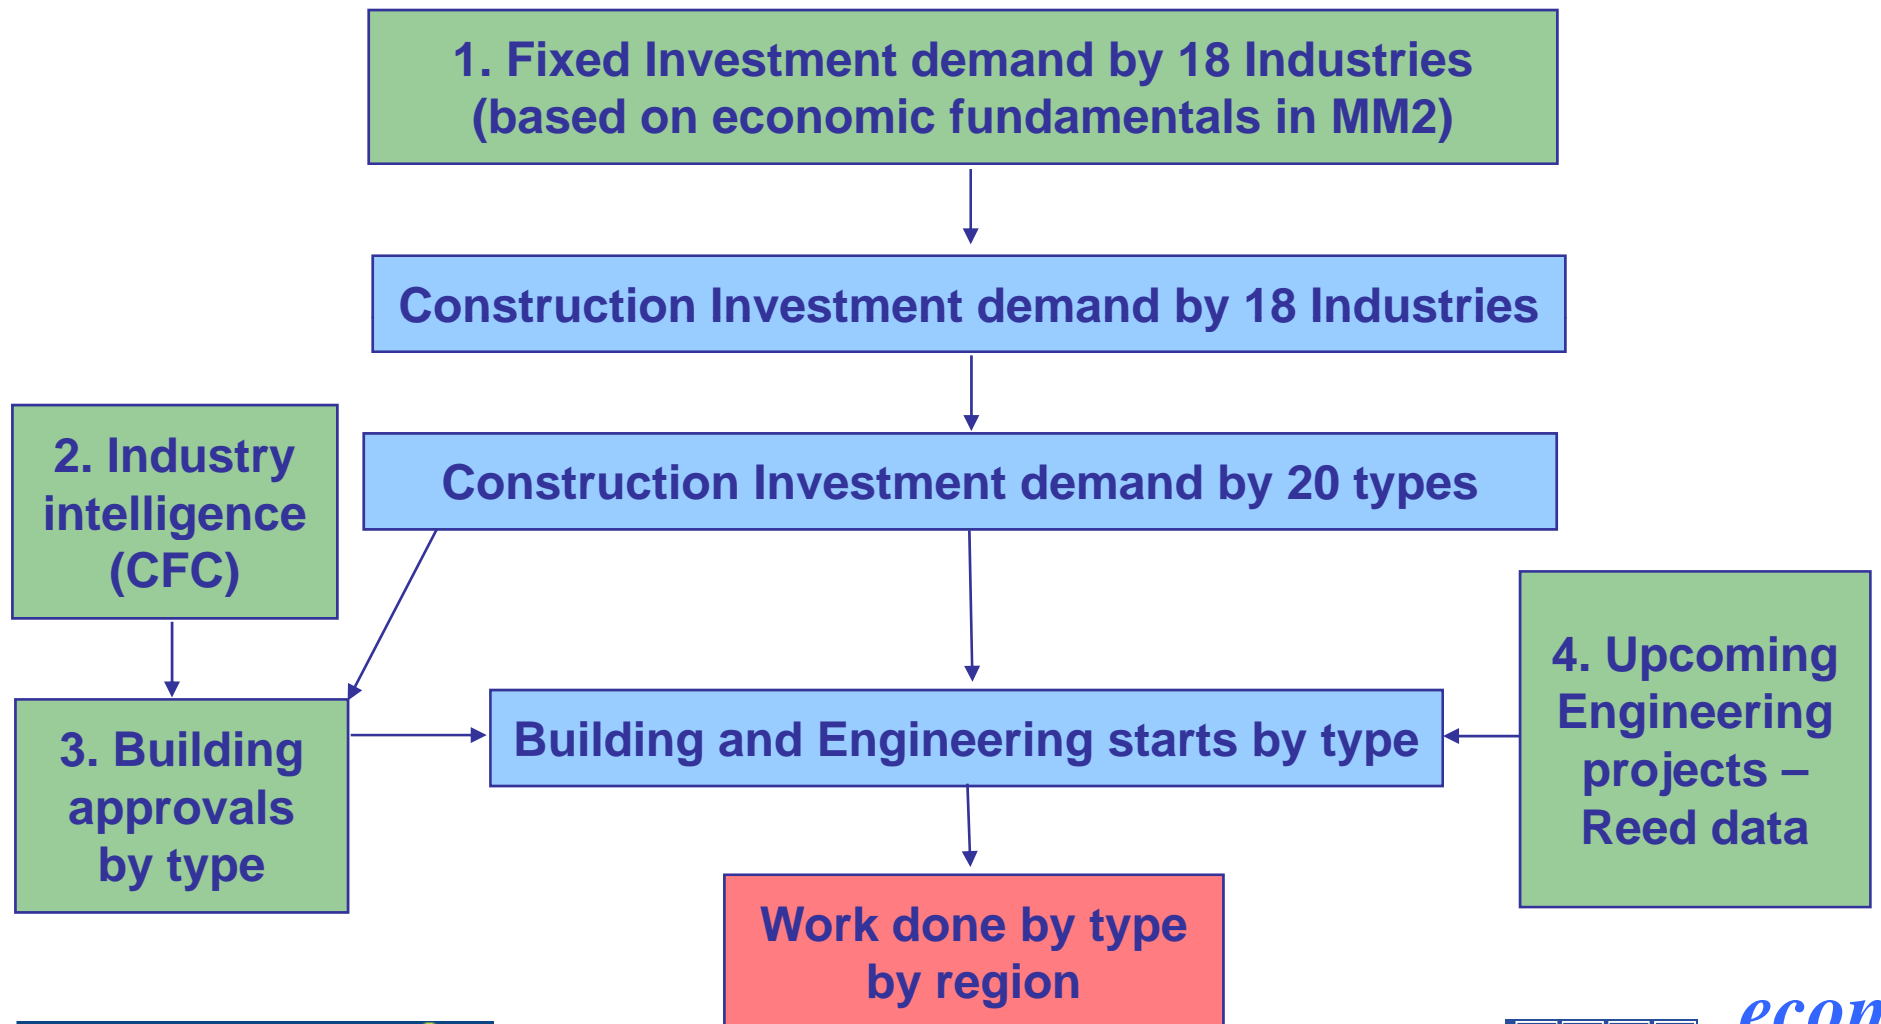 1. Fixed Investment demand by 18 Industries
(based on economic fundamentals in MM2)
Construction Investment demand by 18 Industries
2. Industry
intelligence
(CFC)
Construction Investment demand by 20 types
4. Upcoming
Engineering
projects –
Reed data
3. Building
approvals
by type
Building and Engineering starts by type
Work done by type
by region
econ